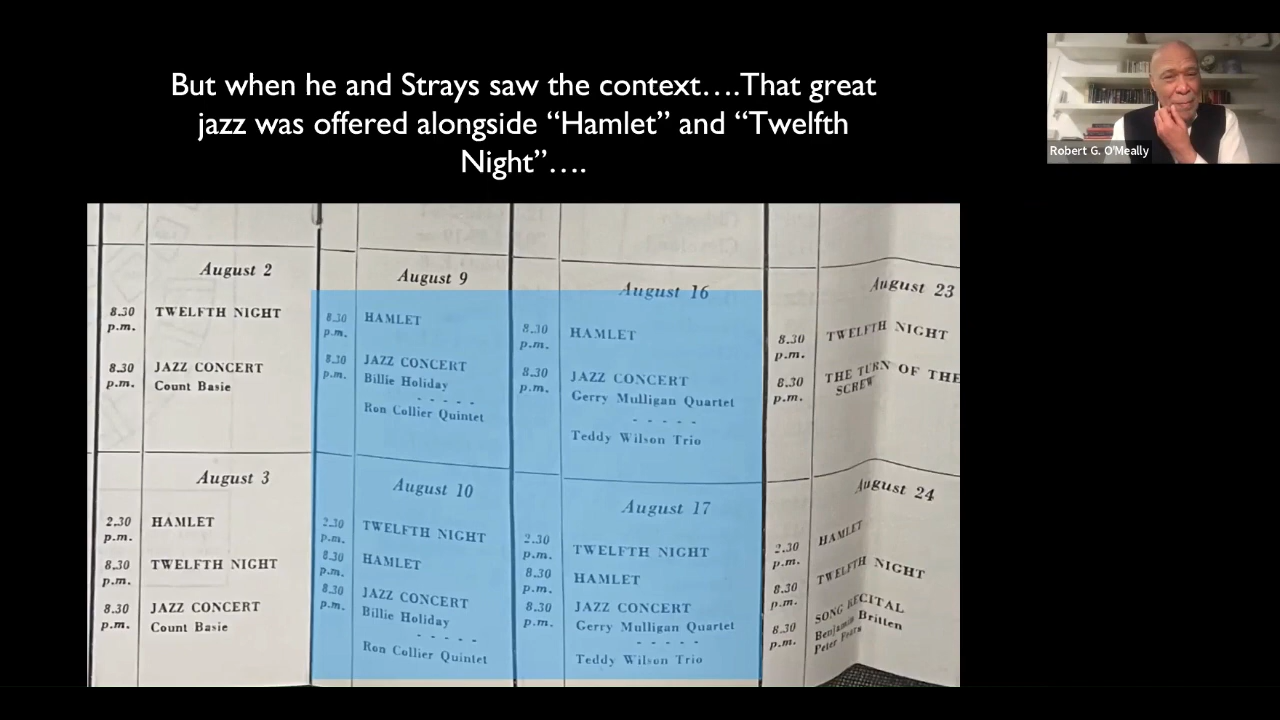 But when he and Strays saw the context….That great
jazz was offered alongside “Hamlet” and “Twelfth
Night”….
Robert G. O'Meally
August 2
8.30 p.m. TWELFTH NIGHT
8.30 p.m. JAZZ CONCERT
Count Basie
August 9
8.30 p.m. HAMLET
8.30 p.m. JAZZ CONCERT
Billie Holiday
- - - - -
Ron Collier Quintet
August 16
8.30 p.m. HAMLET
8.30 p.m. JAZZ CONCERT
Gerry Mulligan Quartet
- - - - -
Teddy Wilson Trio
August 23
8.30 p.m. TWELFTH NIGHT
8.30 p.m. THE TURN OF THE
SCREW
August 3
2.30 p.m. HAMLET
8.30 p.m. TWELFTH NIGHT
8.30 p.m. JAZZ CONCERT
Count Basie
August 10
2.30 p.m. TWELFTH NIGHT
8.30 p.m. HAMLET
8.30 p.m. JAZZ CONCERT
Billie Holiday
- - - - -
Ron Collier Quintet
August 17
2.30 p.m. TWELFTH NIGHT
8.30 p.m. HAMLET
8.30 p.m. JAZZ CONCERT
Gerry Mulligan Quartet
- - - - -
Teddy Wilson Trio
August 24
2.30 p.m. HAMLET
8.30 p.m. TWELFTH NIGHT
8.30 p.m. SONG RECITAL
Benjamin Britten
Peter Pears